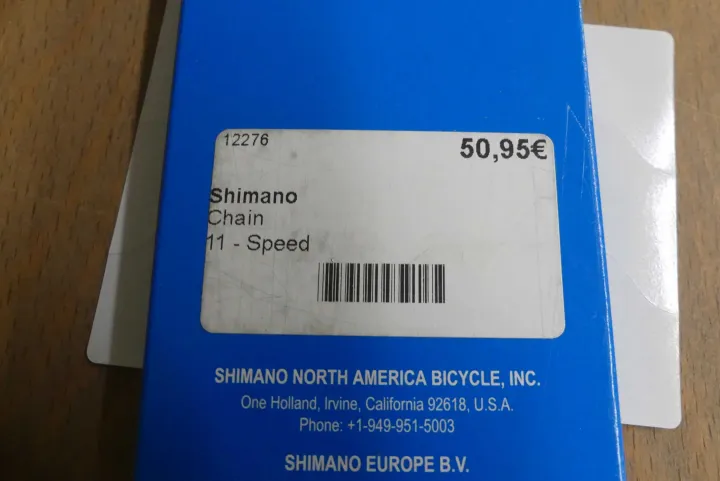 12276
50,95€
Shimano
Chain
11 - Speed
SHIMANO NORTH AMERICA BICYCLE, INC.
One Holland, Irvine, California 92618, U.S.A.
Phone: +1-949-951-5003
SHIMANO EUROPE B.V.